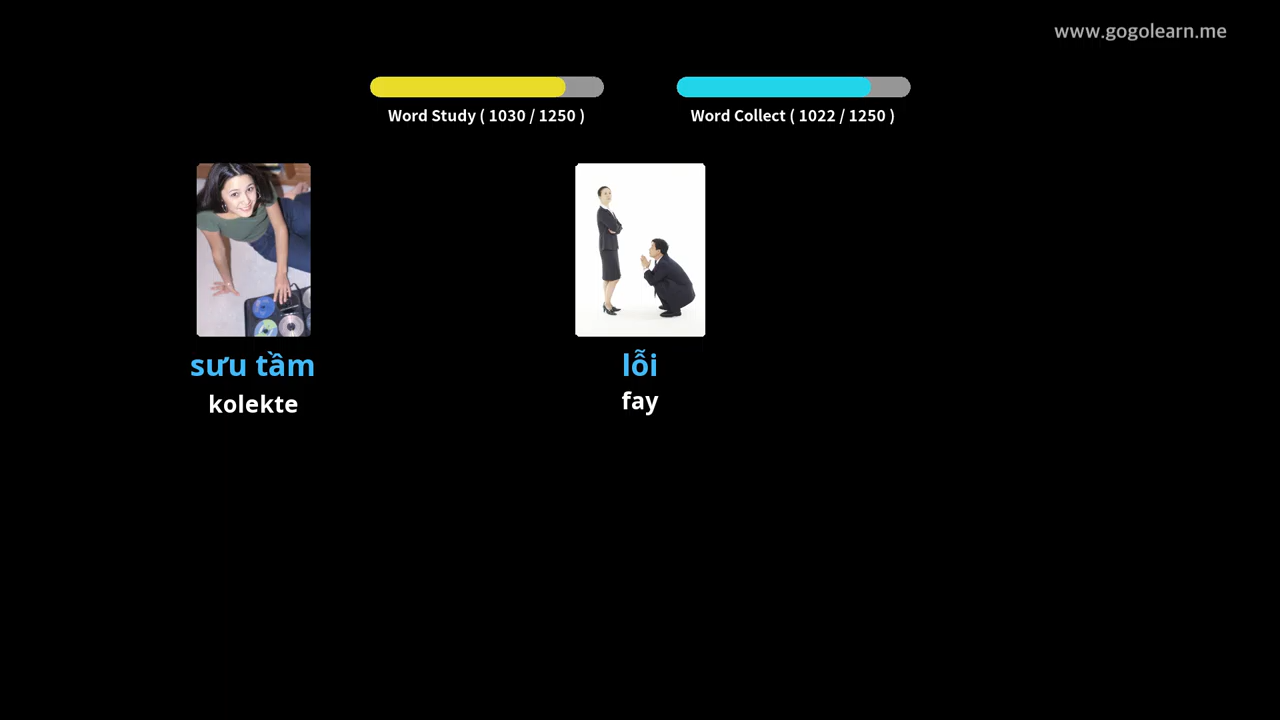 www.gogolearn.me
Word Study ( 1030 / 1250 )
Word Collect ( 1022 / 1250 )
sưu tầm
kolekte
lỗi
fay